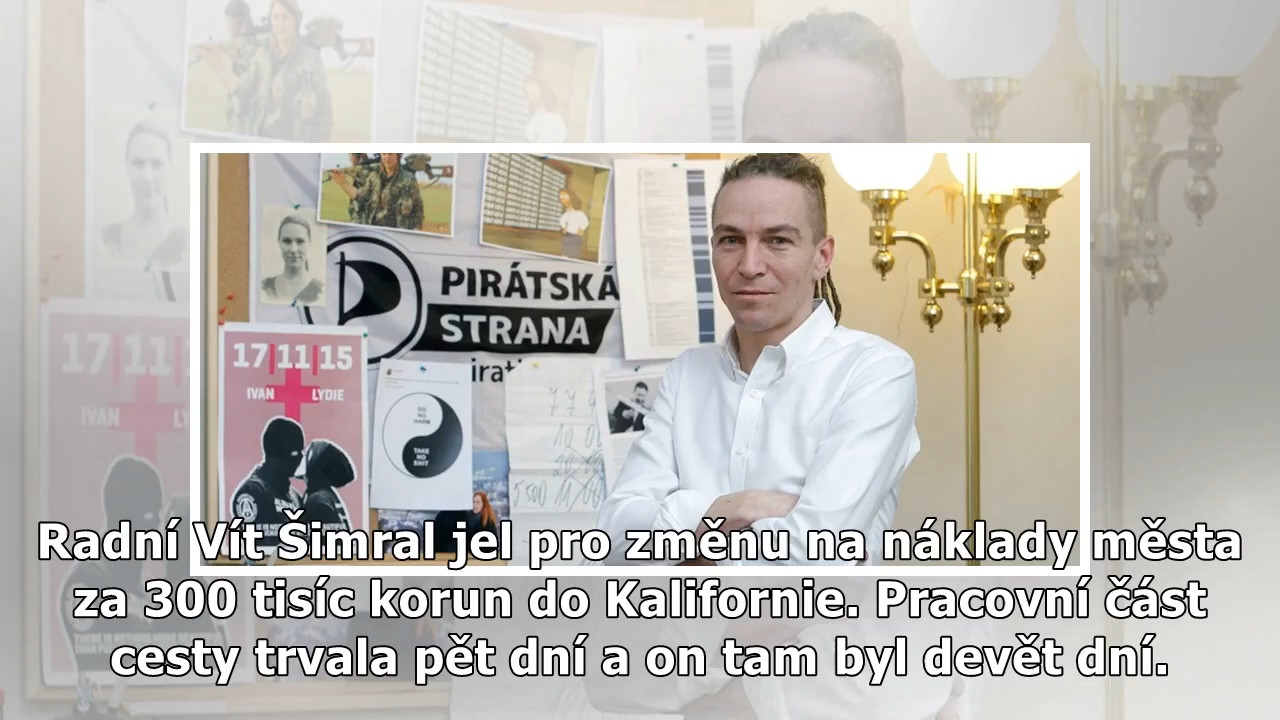 PIRÁTSKÁ
STRANA
17|11|15
IVAN LYDIE
DO
NO
HARM
TAKE
NO
SHIT
Radní Vít Šimral jel pro změnu na náklady města
za 300 tisíc korun do Kalifornie. Pracovní část
cesty trvala pět dní a on tam byl devět dní.